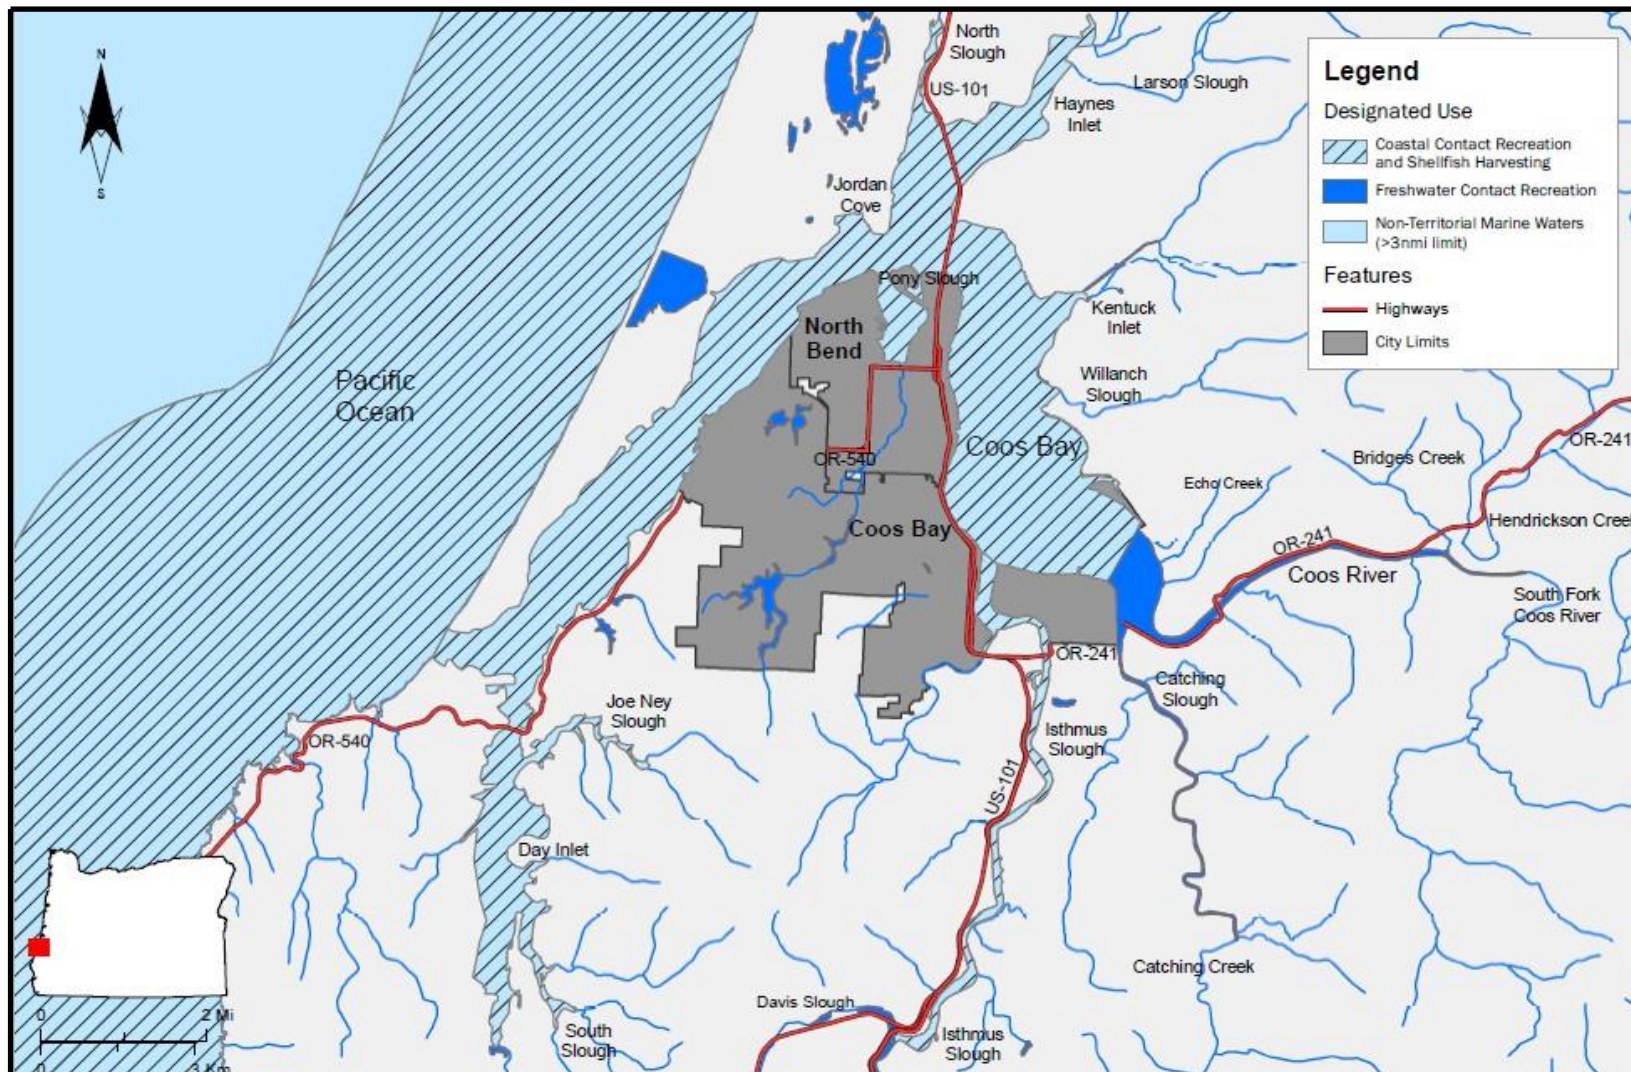 N
S
North
Slough
US-101
Larson Slough
Haynes
Inlet
Jordan
Cove
Pony Slough
North
Bend
Kentuck
Inlet
Willanch
Slough
Pacific
Ocean
Coos Bay
OR-540
Coos Bay
OR-241
Bridges Creek
Echo Creek
Hendrickson Creek
OR-241
Coos River
South Fork
Coos River
OR-241
Catching
Slough
Joe Ney
Slough
Isthmus
Slough
OR-540
US-101
Day Inlet
Catching Creek
Davis Slough
South
Slough
Isthmus
Slough
0
2 Mi
0
3 Km
Legend
Designated Use
Coastal Contact Recreation
and Shellfish Harvesting
Freshwater Contact Recreation
Non-Territorial Marine Waters
(>3nmi limit)
Features
Highways
City Limits